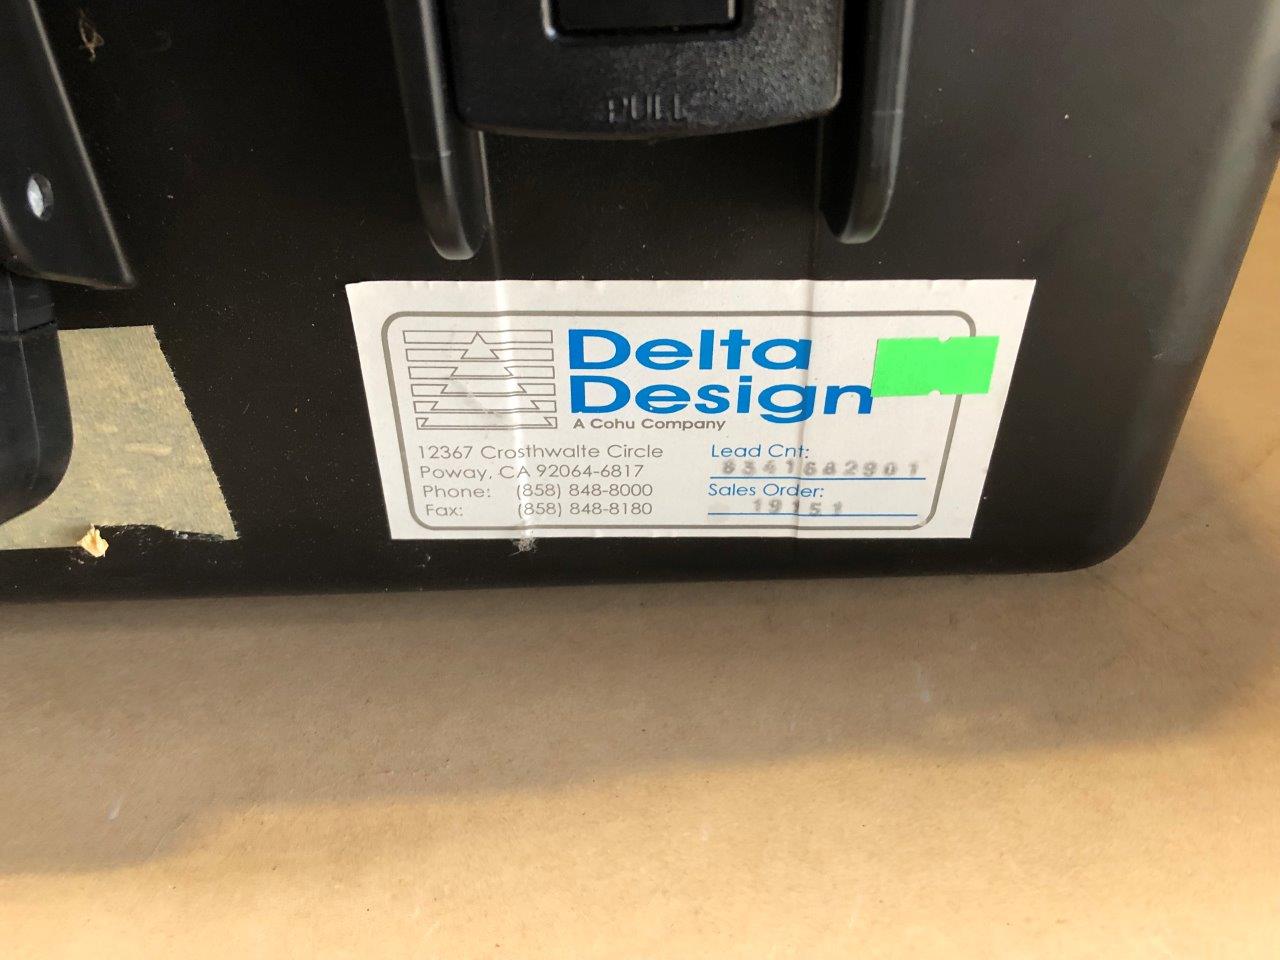 PULL
Delta
Design
A Cohu Company
12367 Crosthwaite Circle
Poway, CA 92064-6817
Phone: (858) 848-8000
Fax: (858) 848-8180
Lead Cnt:
8341682901
Sales Order:
19151